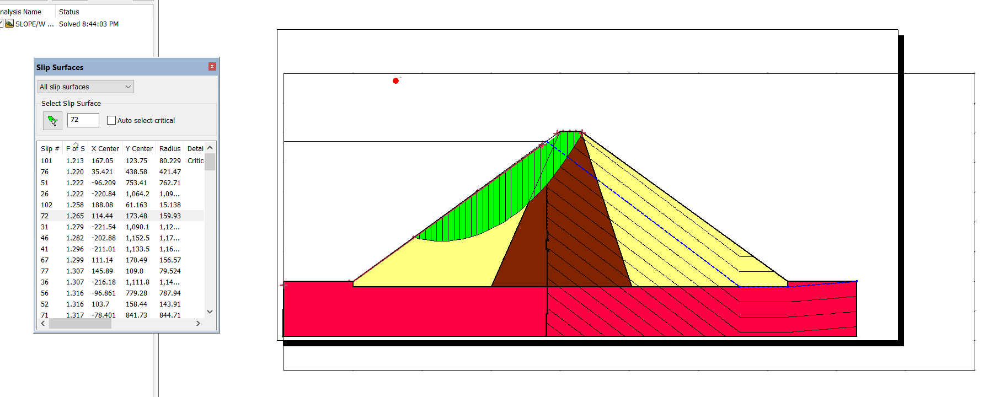 nalysis Name Status
SLOPE/W ... Solved 8:44:03 PM
Slip Surfaces
All slip surfaces
Select Slip Surface
72 Auto select critical
Slip # F of S X Center Y Center Radius Detai
101 1.213 167.05 123.75 80.229 Critic
76 1.220 35.421 438.58 421.47
51 1.222 -96.209 753.41 762.71
26 1.222 -220.84 1,064.2 1,09...
102 1.258 188.08 61.163 15.138
72 1.265 114.44 173.48 159.93
31 1.279 -221.54 1,090.1 1,12...
46 1.282 -202.88 1,152.5 1,17...
41 1.296 -211.01 1,133.5 1,16...
67 1.299 111.14 170.49 156.57
77 1.307 145.89 109.8 79.524
36 1.307 -216.18 1,111.8 1,14...
56 1.316 -96.861 779.28 787.94
52 1.316 103.7 158.44 143.91
71 1.317 -78.401 841.73 844.71